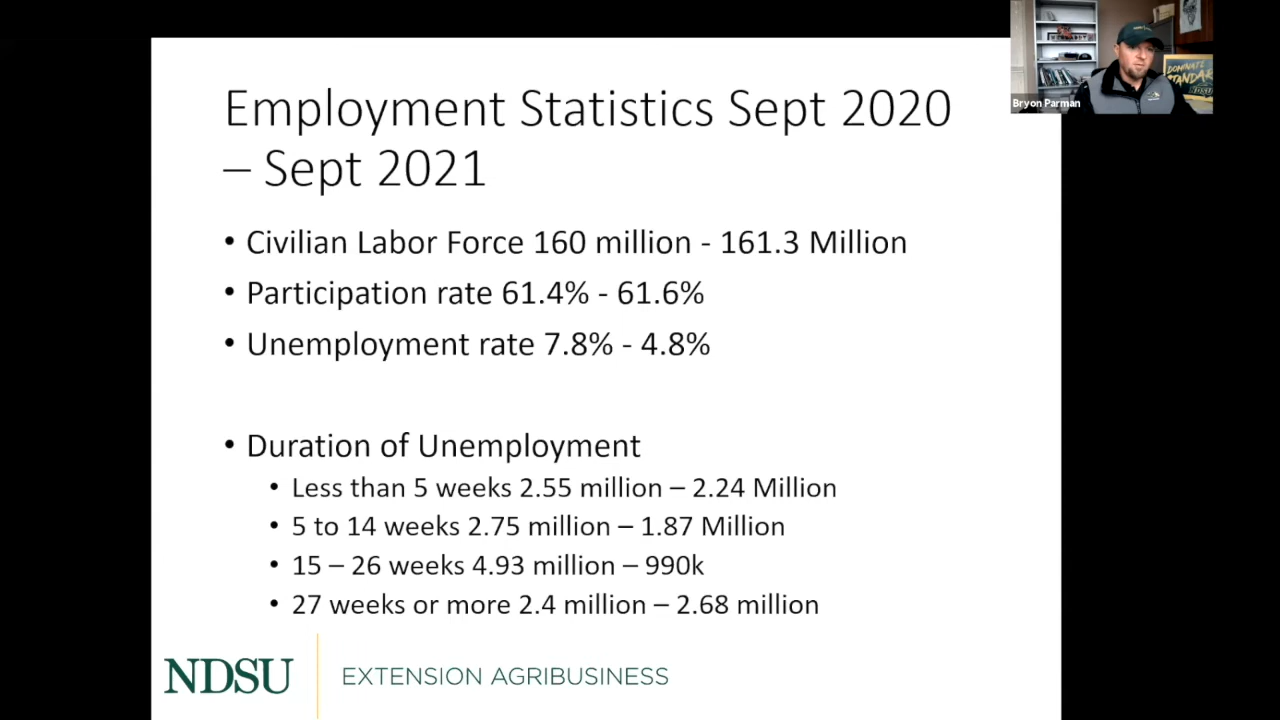 Employment Statistics Sept 2020
– Sept 2021
• Civilian Labor Force 160 million - 161.3 Million
• Participation rate 61.4% - 61.6%
• Unemployment rate 7.8% - 4.8%
• Duration of Unemployment
• Less than 5 weeks 2.55 million – 2.24 Million
• 5 to 14 weeks 2.75 million – 1.87 Million
• 15 – 26 weeks 4.93 million – 990k
• 27 weeks or more 2.4 million – 2.68 million
NDSU
EXTENSION AGRIBUSINESS
Bryon Parman
DOMINATE
NDSU